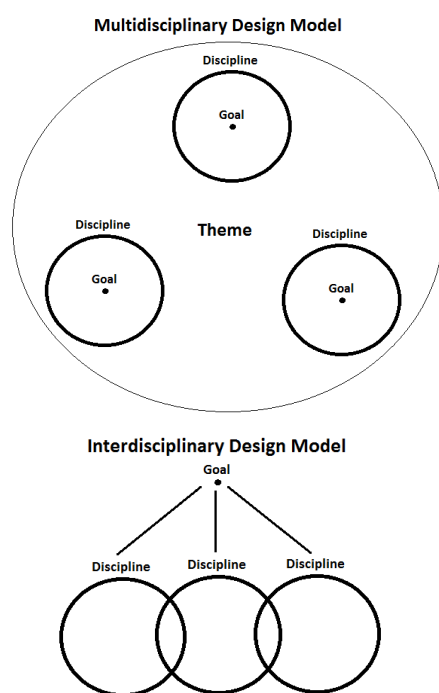 Multidisciplinary Design Model
Discipline
Goal
Theme
Discipline
Goal
Discipline
Goal
Interdisciplinary Design Model
Goal
Discipline
Discipline
Discipline